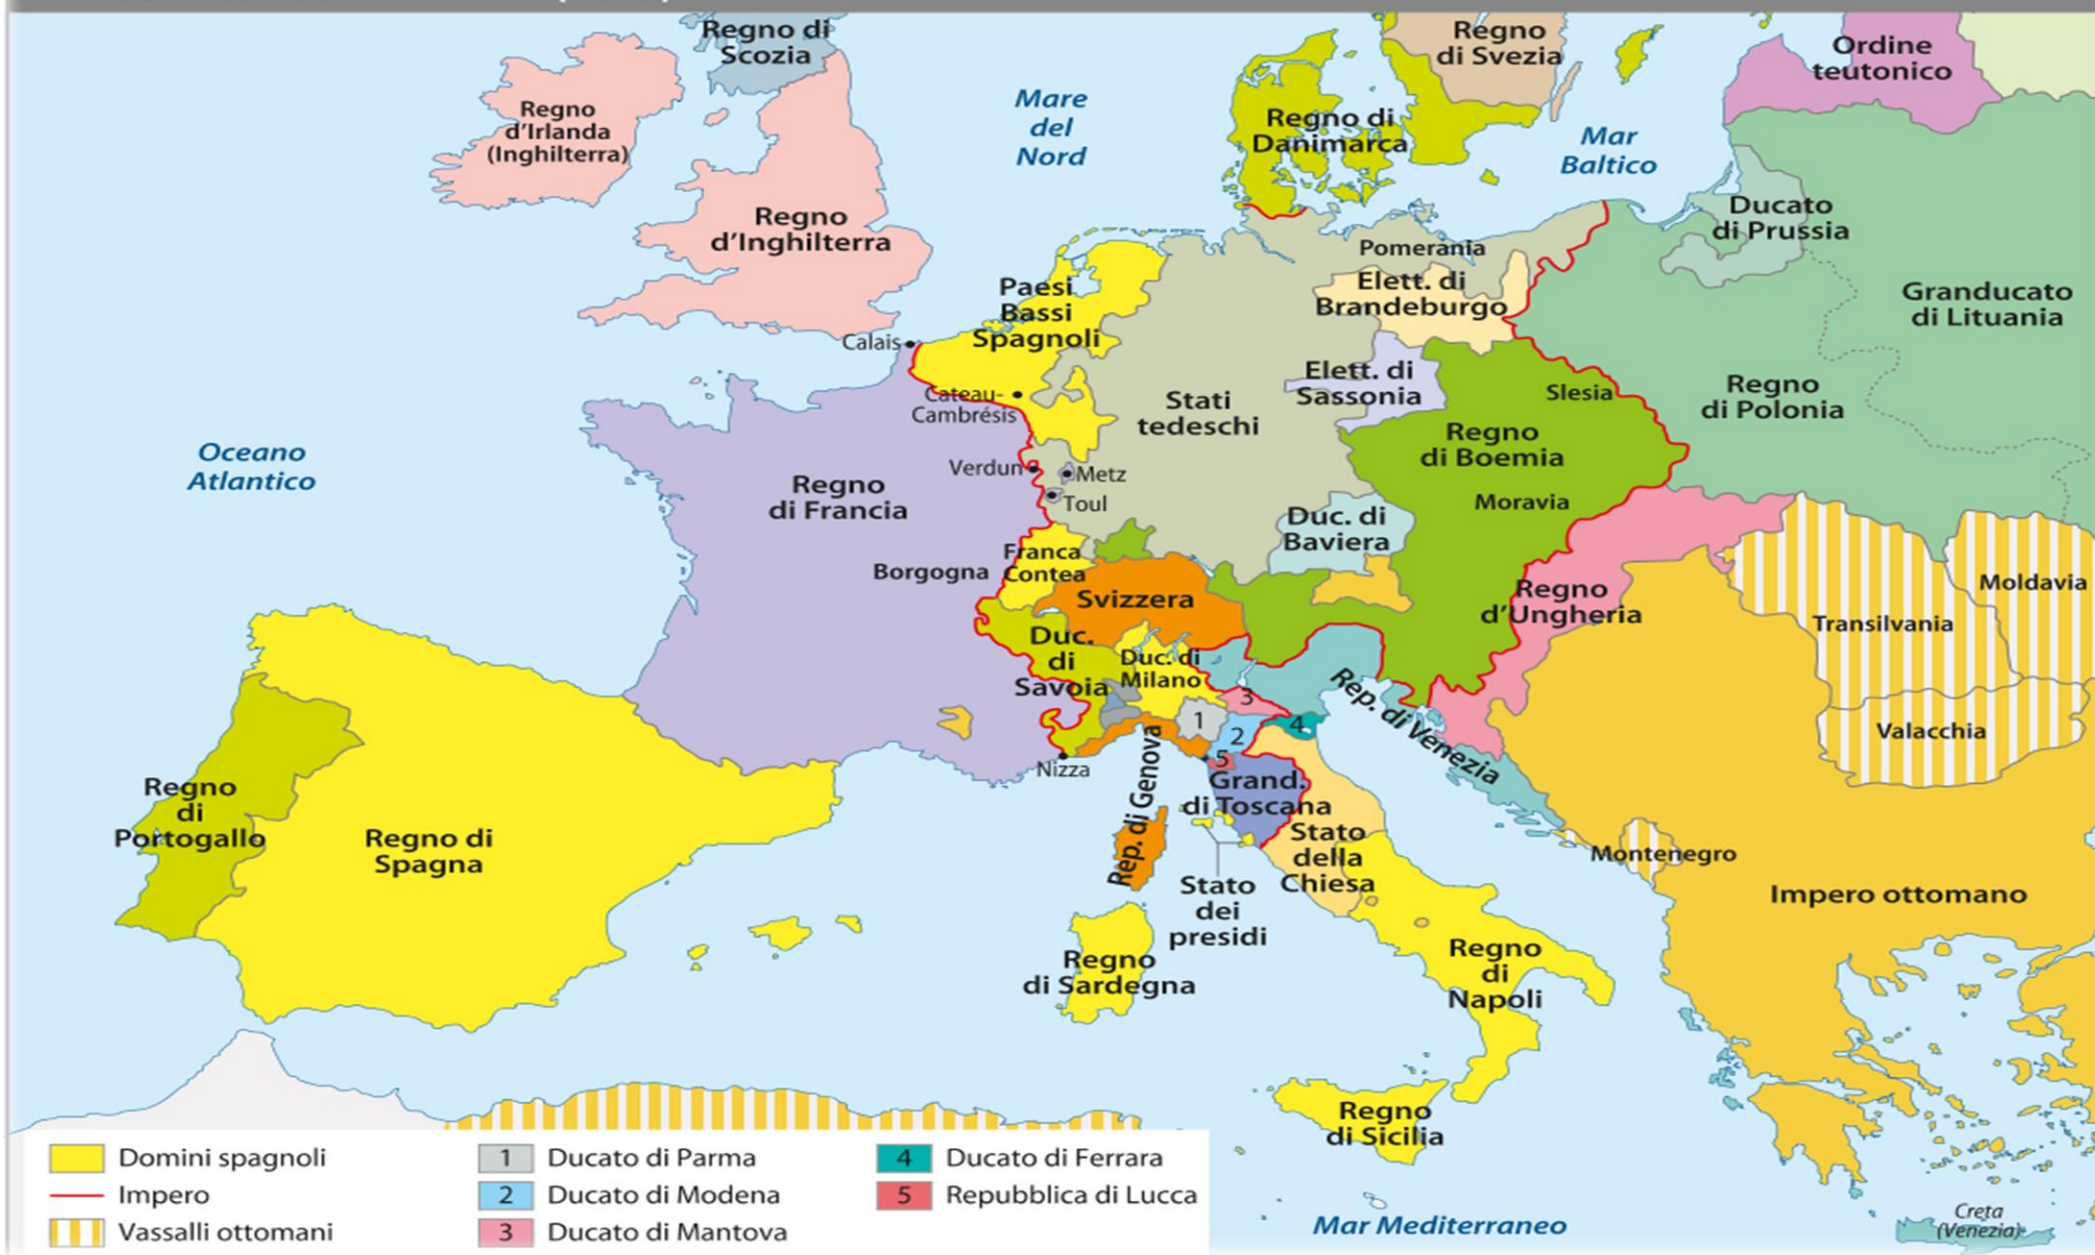 Regno di
Scozia
Regno
di Svezia
Ordine
teutonico
Regno
d'Irlanda
(Inghilterra)
Mare
del
Nord
Regno di
Danimarca
Mar
Baltico
Regno
d'Inghilterra
Ducato
di Prussia
Pomerania
Elett. di
Brandeburgo
Granducato
di Lituania
Paesi
Bassi
Spagnoli
Calais
Elett. di
Sassonia
Slesia
Regno
di Polonia
Cateau-
Cambrésis
Stati
tedeschi
Regno
di Boemia
Oceano
Atlantico
Verdun
Metz
Toul
Regno
di Francia
Moravia
Duc. di
Baviera
Franca
Contea
Borgogna
Svizzera
Regno
d'Ungheria
Moldavia
Transilvania
Duc.
di
Savoia
Duc. di
Milano
Rep. di Venezia
3
1
2
4
5
Valacchia
Nizza
Rep. di Genova
Grand.
di Toscana
Regno
di
Portogallo
Regno di
Spagna
Stato
della
Chiesa
Montenegro
Stato
dei
presidi
Impero ottomano
Regno
di Sardegna
Regno
di
Napoli
Regno
di Sicilia
Creta
(Venezia)
Mar Mediterraneo
Domini spagnoli
Impero
Vassalli ottomani
1 Ducato di Parma
2 Ducato di Modena
3 Ducato di Mantova
4 Ducato di Ferrara
5 Repubblica di Lucca